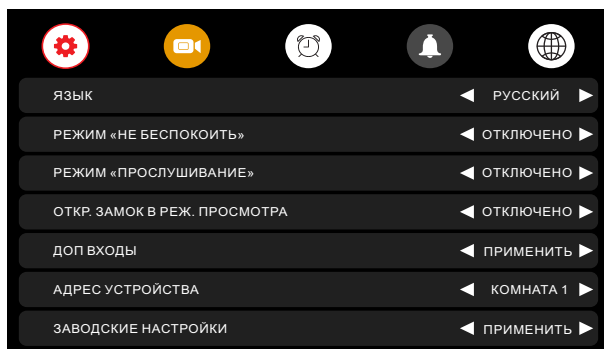 ЯЗЫК РУССКИЙ
РЕЖИМ «НЕ БЕСПОКОИТЬ» ОТКЛЮЧЕНО
РЕЖИМ «ПРОСЛУШИВАНИЕ» ОТКЛЮЧЕНО
ОТКР. ЗАМОК В РЕЖ. ПРОСМОТРА ОТКЛЮЧЕНО
ДОП ВХОДЫ ПРИМЕНИТЬ
АДРЕС УСТРОЙСТВА КОМНАТА 1
ЗАВОДСКИЕ НАСТРОЙКИ ПРИМЕНИТЬ